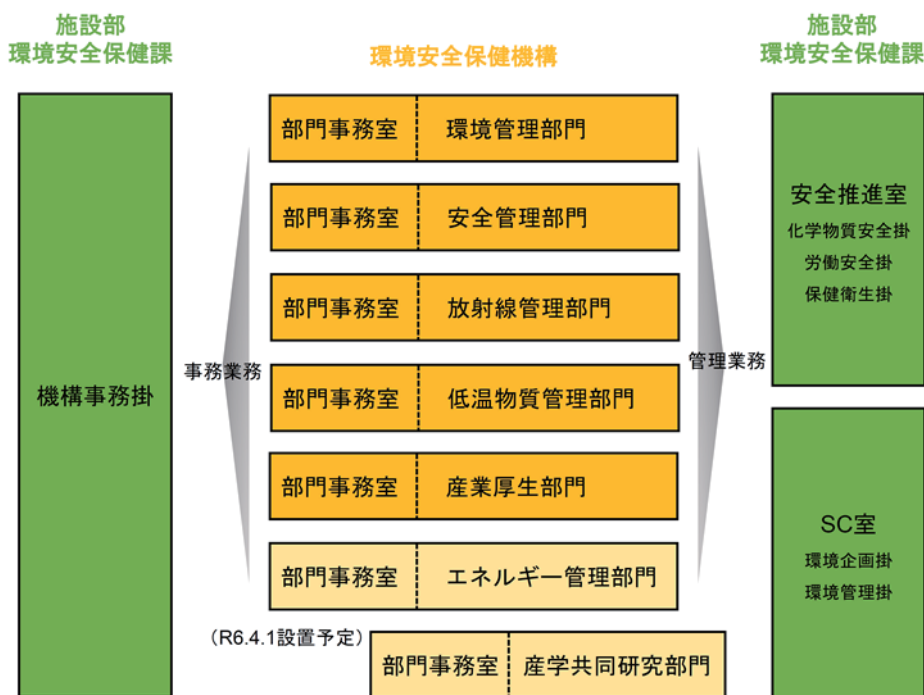 施設部
環境安全保健課
環境安全保健機構
施設部
環境安全保健課
機構事務掛
事務業務
部門事務室 環境管理部門
部門事務室 安全管理部門
部門事務室 放射線管理部門
部門事務室 低温物質管理部門
部門事務室 産業厚生部門
部門事務室 エネルギー管理部門
(R6.4.1設置予定)
部門事務室 産学共同研究部門
管理業務
安全推進室
化学物質安全掛
労働安全掛
保健衛生掛
SC室
環境企画掛
環境管理掛